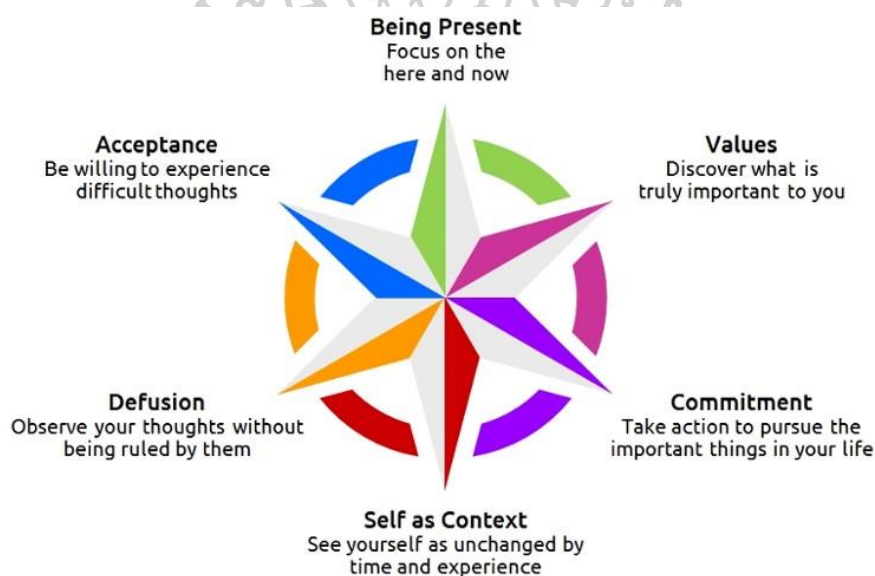 Being Present
Focus on the
here and now
Acceptance
Be willing to experience
difficult thoughts
Values
Discover what is
truly important to you
Defusion
Observe your thoughts without
being ruled by them
Commitment
Take action to pursue the
important things in your life
Self as Context
See yourself as unchanged by
time and experience